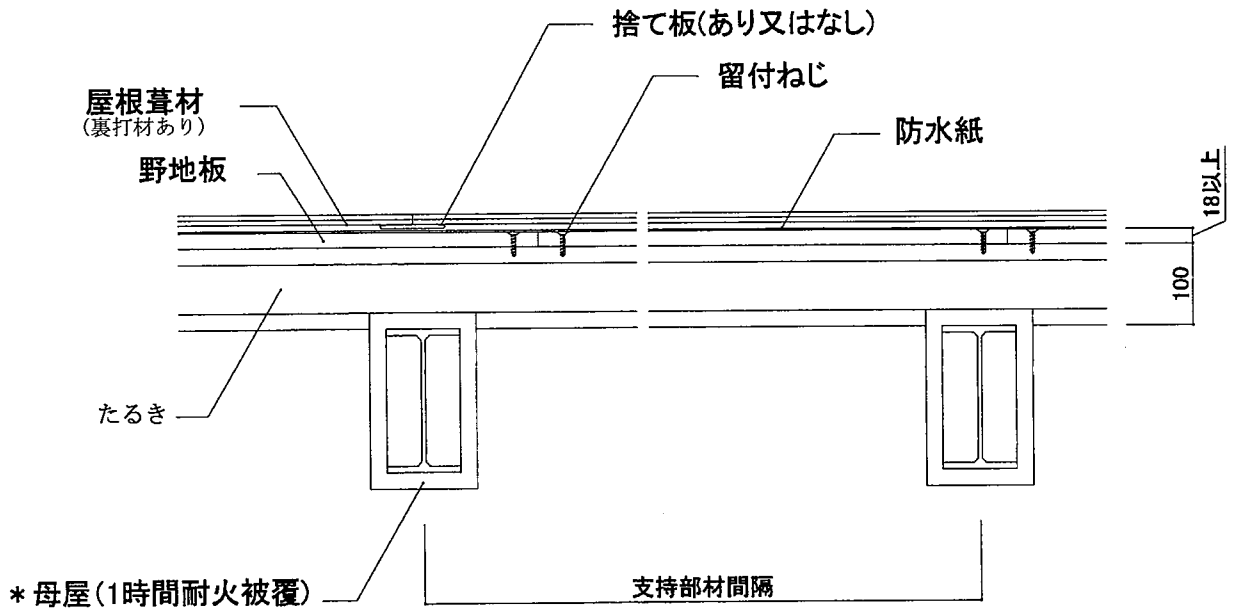 捨て板(あり又はなし)
留付ねじ
屋根葺材
(裏打材あり)
防水紙
野地板
18以上
100
たるき
*母屋(1時間耐火被覆)
支持部材間隔